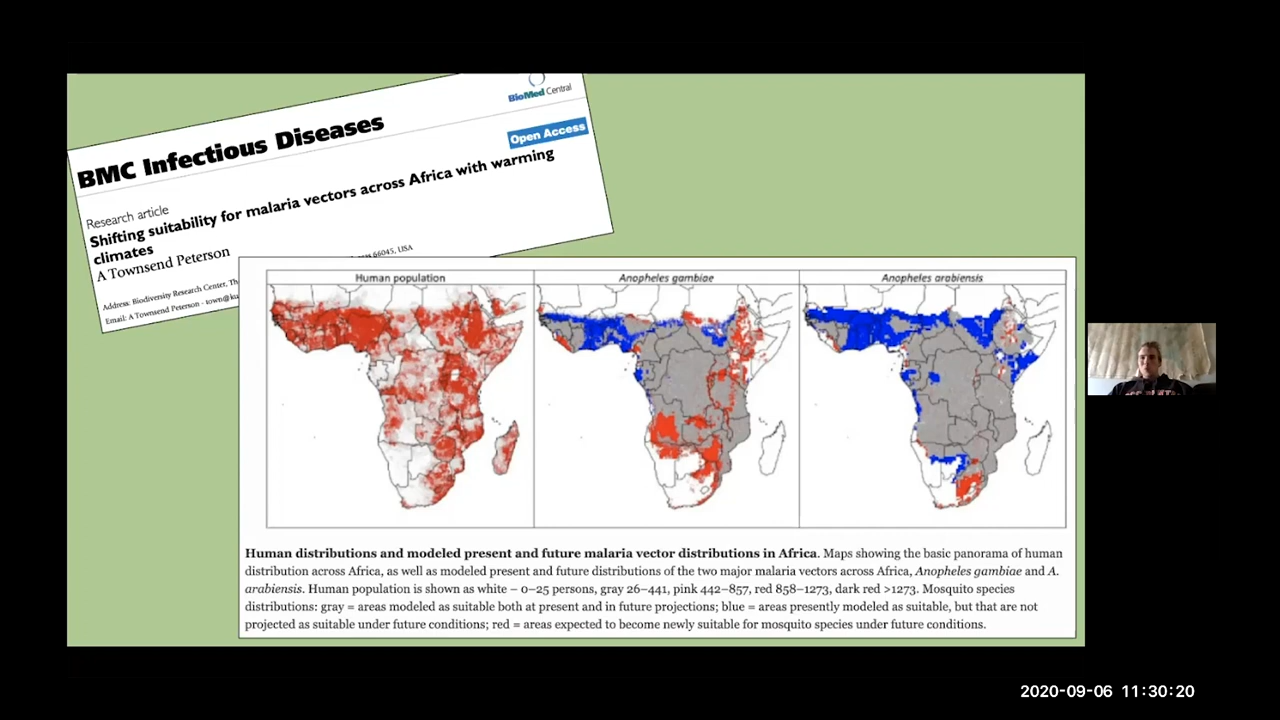 BioMed Central
BMC Infectious Diseases
Open Access
Research article
Shifting suitability for malaria vectors across Africa with warming
climates
A Townsend Peterson
Address: Biodiversity Research Center, Th
66045, USA
Email: A Townsend Peterson - town@ku
Human population
Anopheles gambiae
Anopheles arabiensis
Human distributions and modeled present and future malaria vector distributions in Africa. Maps showing the basic panorama of human
distribution across Africa, as well as modeled present and future distributions of the two major malaria vectors across Africa, Anopheles gambiae and A.
arabiensis. Human population is shown as white – 0–25 persons, gray 26–441, pink 442–857, red 858–1273, dark red >1273. Mosquito species
distributions: gray = areas modeled as suitable both at present and in future projections; blue = areas presently modeled as suitable, but that are not
projected as suitable under future conditions; red = areas expected to become newly suitable for mosquito species under future conditions.
2020-09-06 11:30:20